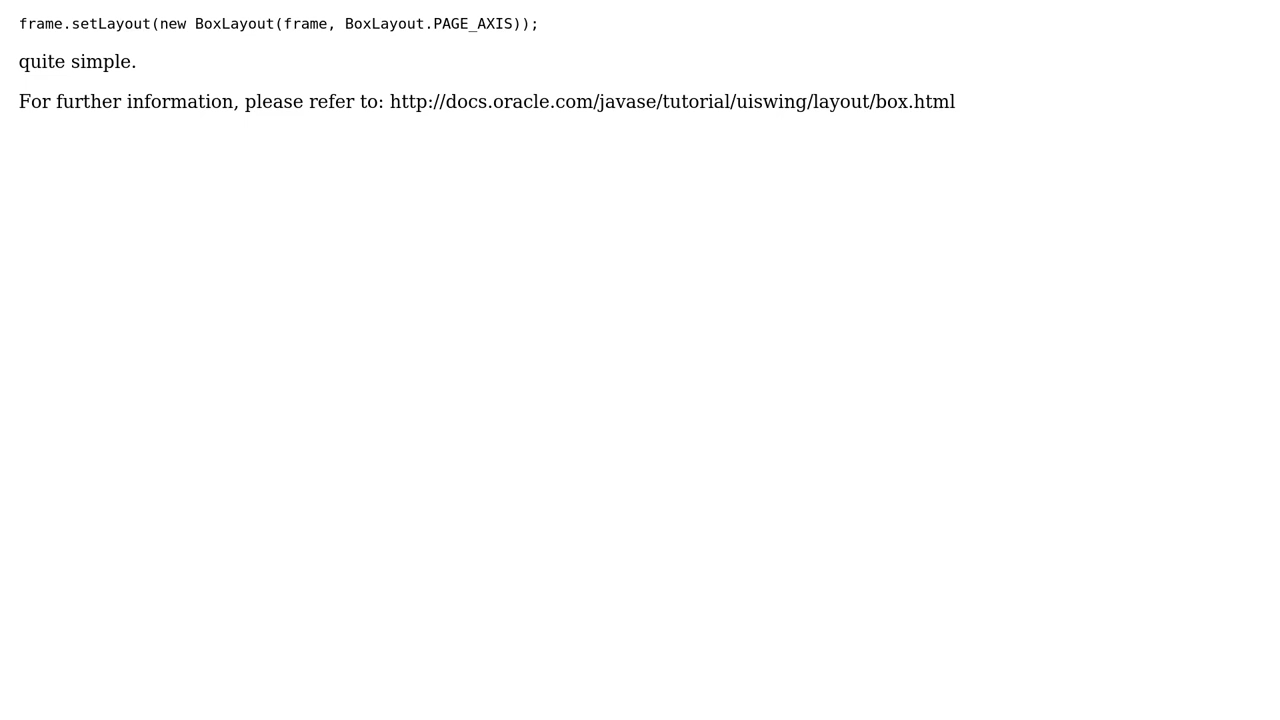 frame.setLayout(new BoxLayout(frame, BoxLayout.PAGE_AXIS));
quite simple.
For further information, please refer to: http://docs.oracle.com/javase/tutorial/uiswing/layout/box.html